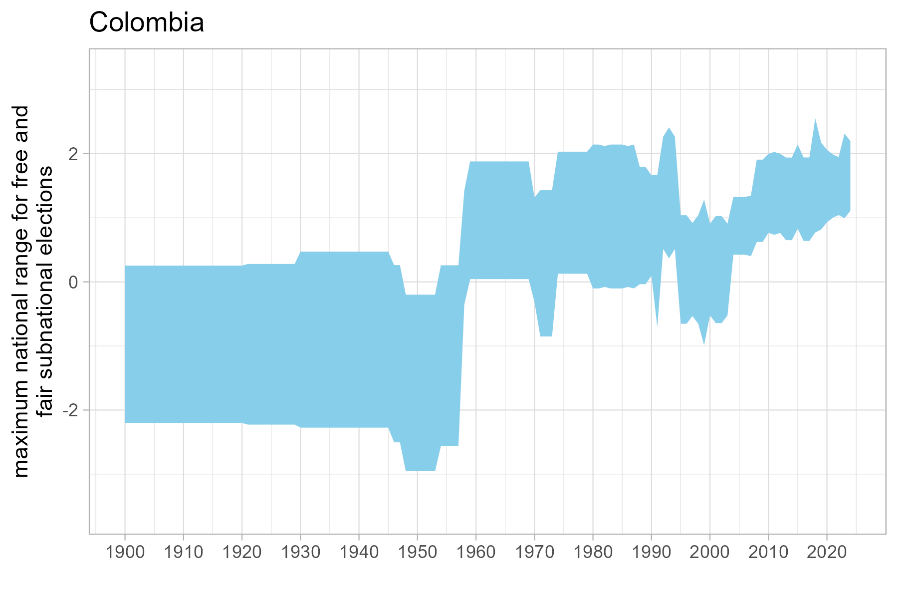 Colombia
maximum national range for free and
fair subnational elections
2
0
-2
1900 1910 1920 1930 1940 1950 1960 1970 1980 1990 2000 2010 2020